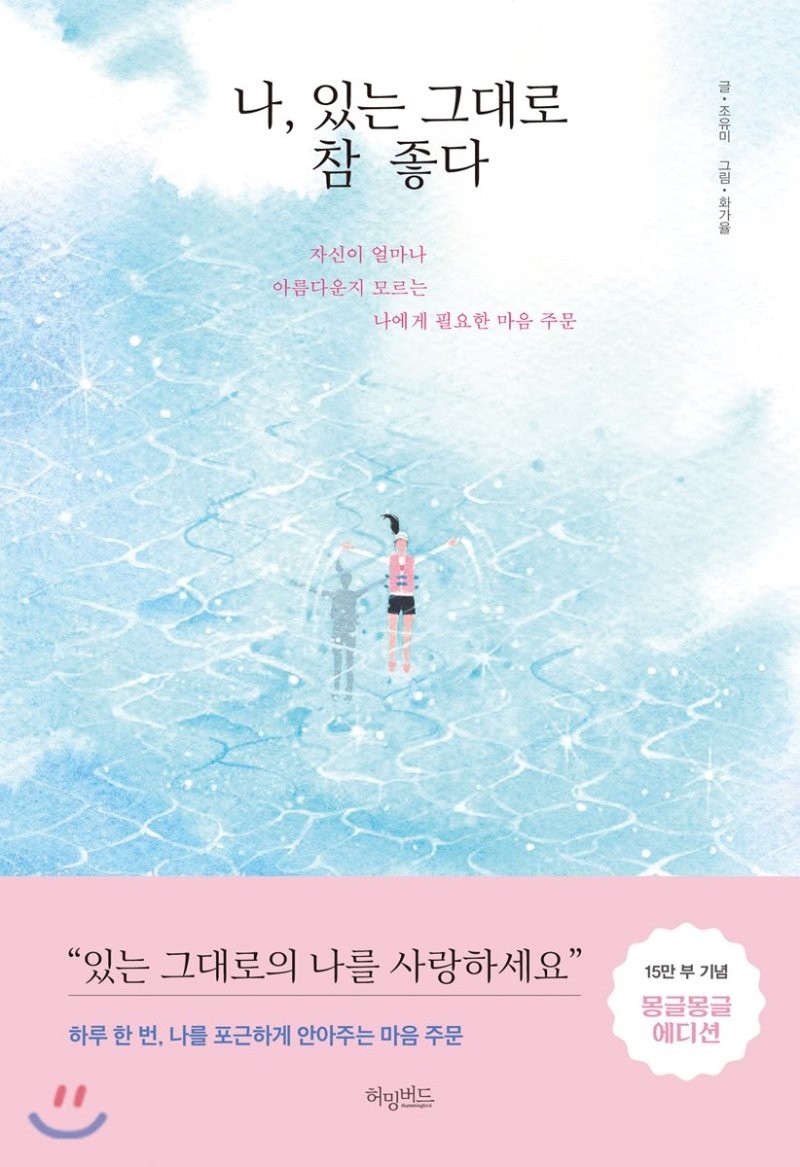 나, 있는 그대로
참 좋다
글 · 조유미 그림 · 화가율
자신이 얼마나
아름다운지 모르는
나에게 필요한 마음 주문
“있는 그대로의 나를 사랑하세요”
하루 한 번, 나를 포근하게 안아주는 마음 주문
15만 부 기념
몽글몽글
에디션
허밍버드
Hummingbird